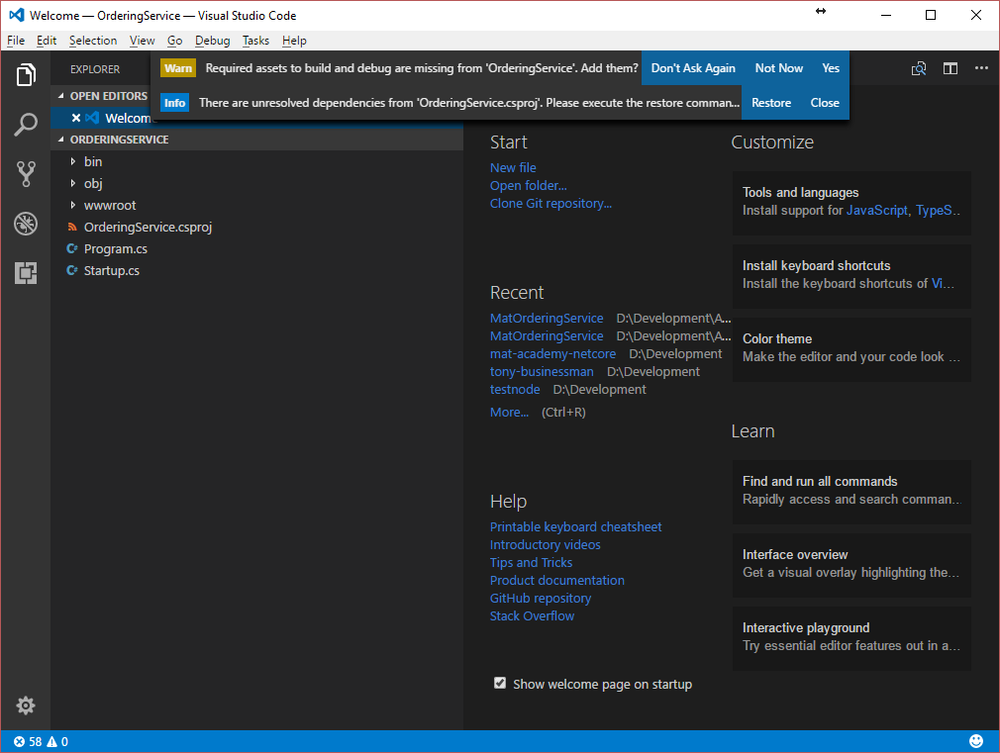 Welcome — OrderingService — Visual Studio Code
File Edit Selection View Go Debug Tasks Help
EXPLORER
Warn Required assets to build and debug are missing from 'OrderingService'. Add them? Don't Ask Again Not Now Yes
Info There are unresolved dependencies from 'OrderingService.csproj'. Please execute the restore comman... Restore Close
OPEN EDITORS
Welcome
ORDERINGSERVICE
bin
obj
wwwroot
OrderingService.csproj
Program.cs
Startup.cs
Start
New file
Open folder...
Clone Git repository...
Recent
MatOrderingService D:\Development\A...
MatOrderingService D:\Development\A...
mat-academy-netcore D:\Development
tony-businessman D:\Development
testnode D:\Development
More... (Ctrl+R)
Help
Printable keyboard cheatsheet
Introductory videos
Tips and Tricks
Product documentation
GitHub repository
Stack Overflow
Show welcome page on startup
Customize
Tools and languages
Install support for JavaScript, TypeS...
Install keyboard shortcuts
Install the keyboard shortcuts of Vi...
Color theme
Make the editor and your code look ...
Learn
Find and run all commands
Rapidly access and search comman...
Interface overview
Get a visual overlay highlighting the...
Interactive playground
Try essential editor features out in a...
58 0